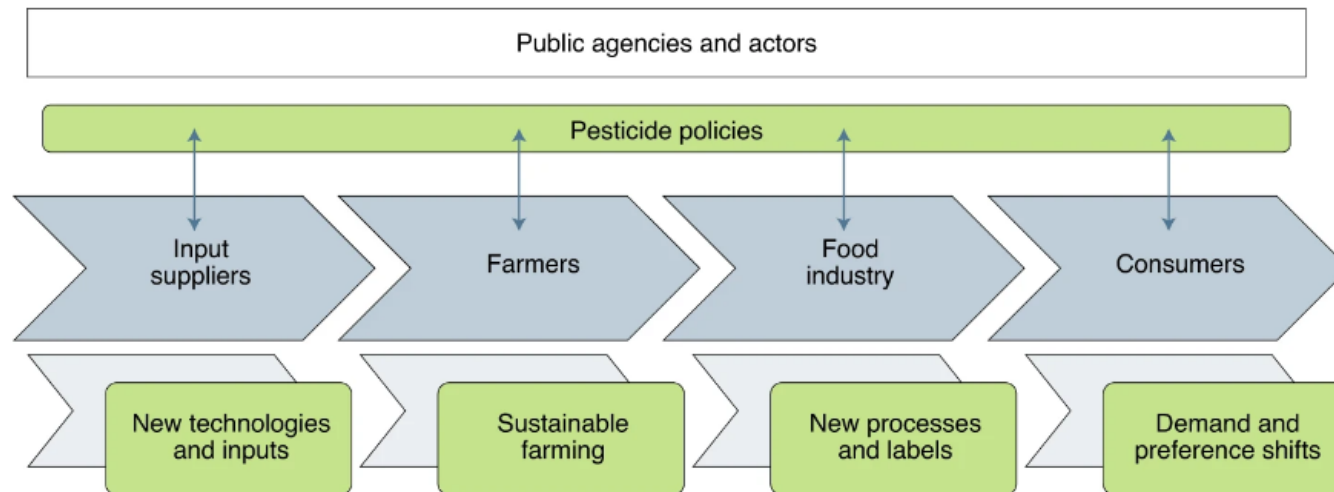 Public agencies and actors
Pesticide policies
Input
suppliers
Farmers
Food
industry
Consumers
New technologies
and inputs
Sustainable
farming
New processes
and labels
Demand and
preference shifts